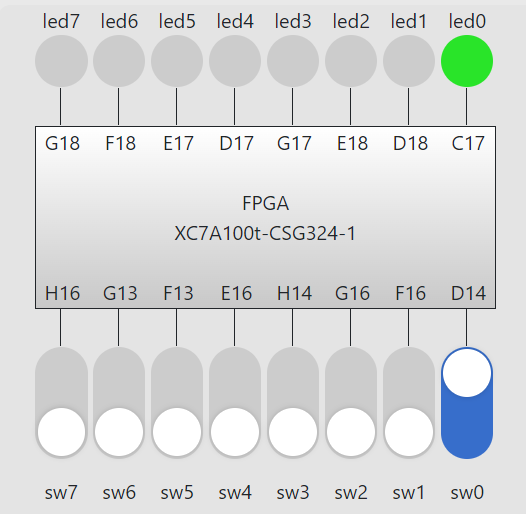 led7 led6 led5 led4 led3 led2 led1 led0
G18 F18 E17 D17 G17 E18 D18 C17
FPGA
XC7A100t-CSG324-1
H16 G13 F13 E16 H14 G16 F16 D14
sw7 sw6 sw5 sw4 sw3 sw2 sw1 sw0